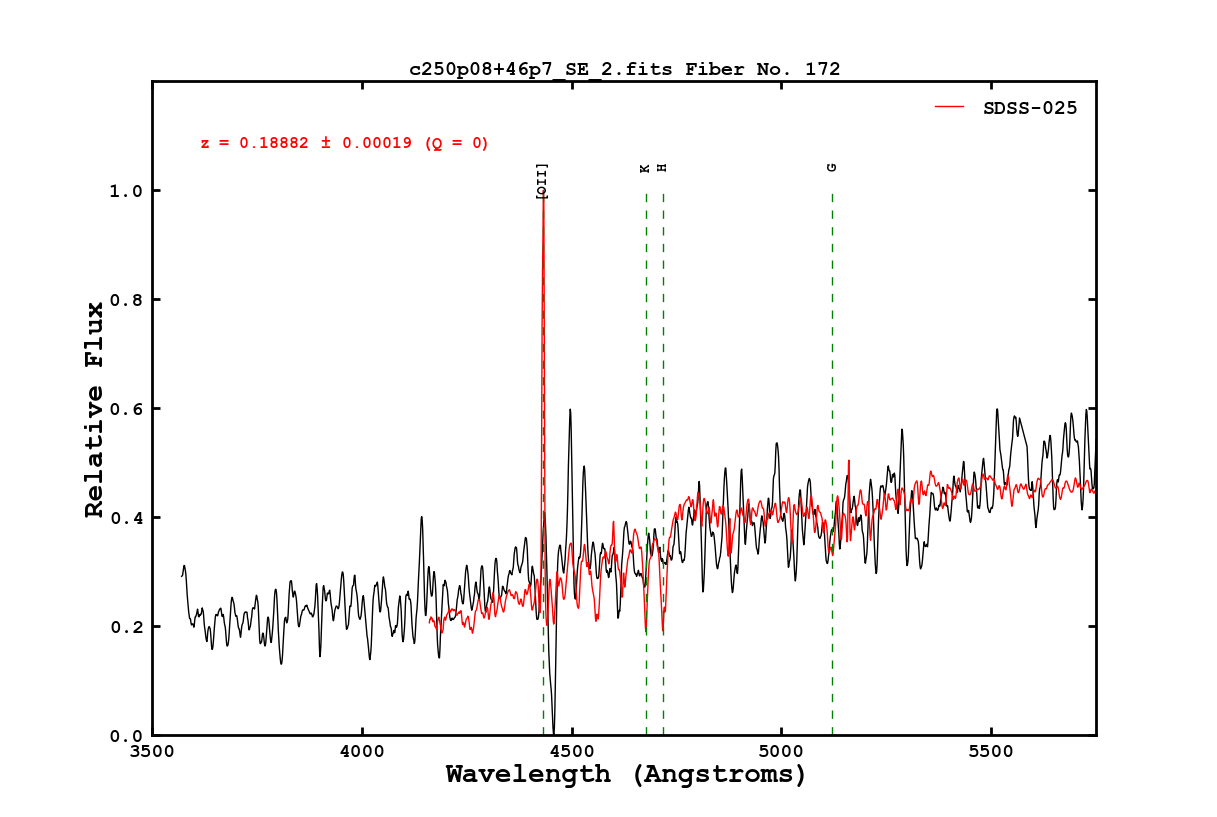 c250p08+46p7_SE_2.fits Fiber No. 172
SDSS-025
z = 0.18882 ± 0.00019 (Q = 0)
[OII]
K
H
G
1.0
0.8
0.6
0.4
0.2
0.0
Relative Flux
3500 4000 4500 5000 5500
Wavelength (Angstroms)